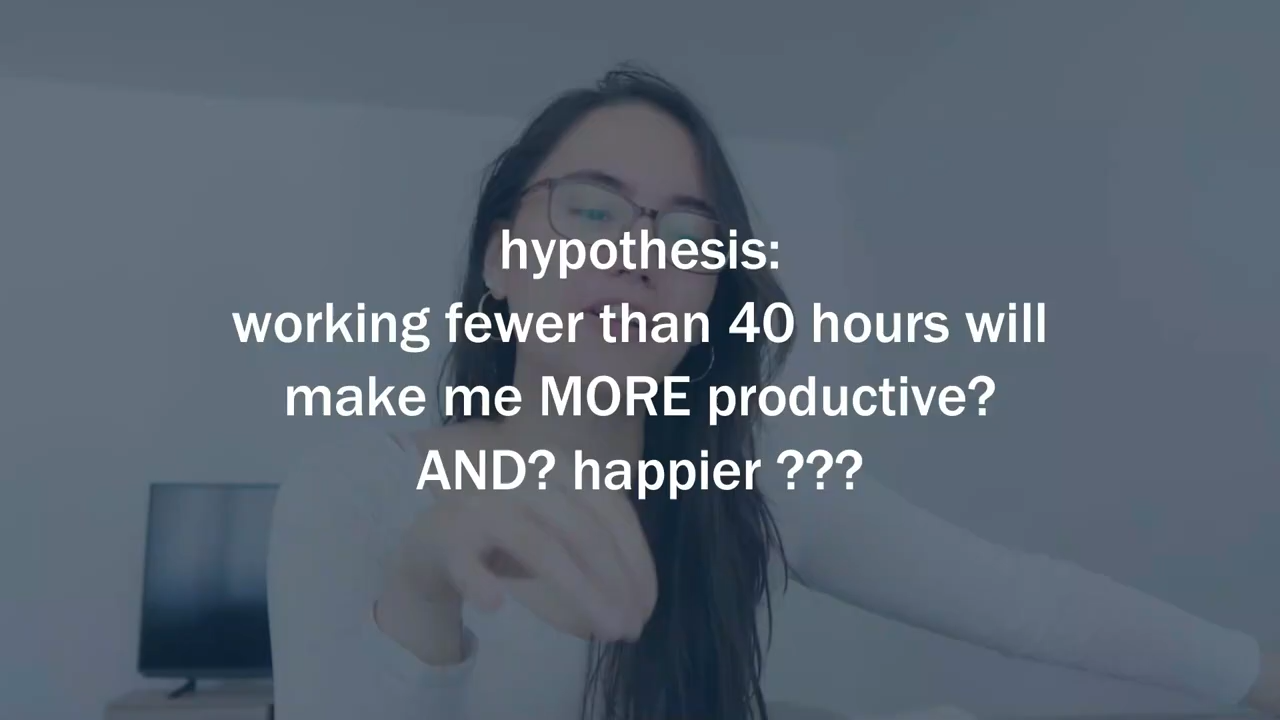 hypothesis:
working fewer than 40 hours will
make me MORE productive?
AND? happier ???